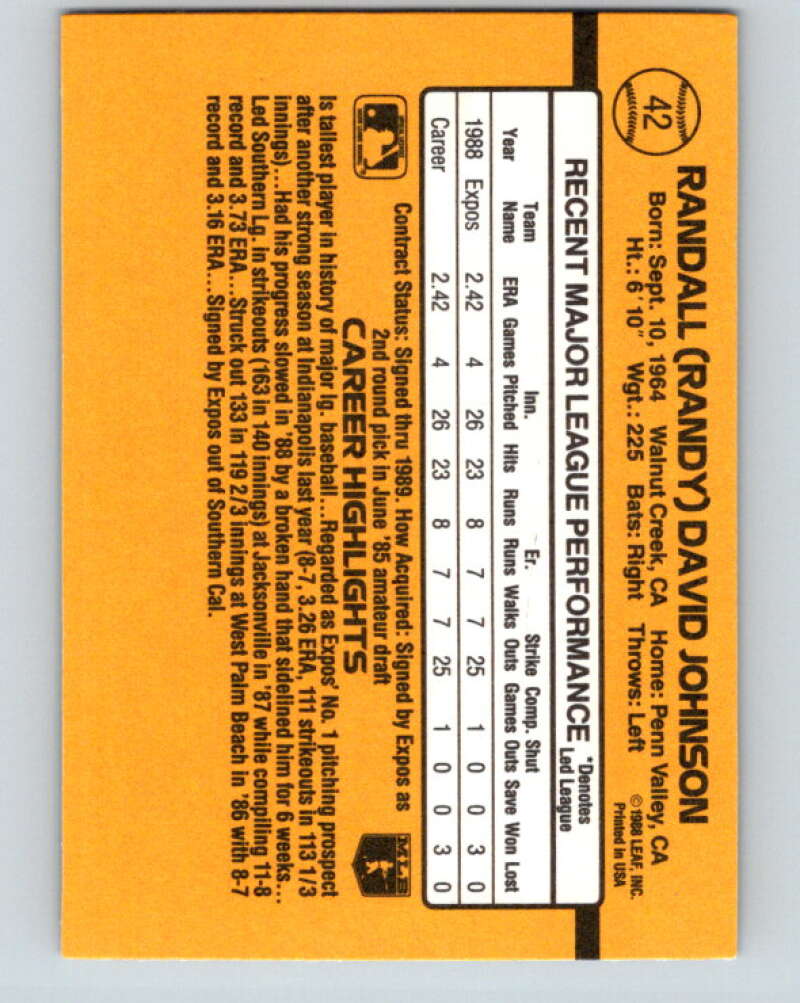 42
RANDALL (RANDY) DAVID JOHNSON
Born: Sept. 10, 1964 Walnut Creek, CA Home: Penn Valley, CA
Ht.: 6'10" Wgt.: 225 Bats: Right Throws: Left
©1988 LEAF, INC.
Printed in USA
RECENT MAJOR LEAGUE PERFORMANCE
*Denotes
Led League
Team Inn. Er. Strike Comp. Shut
Year Name ERA Games Pitched Hits Runs Runs Walks Outs Games Outs Save Won Lost
1988 Expos 2.42 4 26 23 8 7 7 25 1 0 0 3 0
Career 2.42 4 26 23 8 7 7 25 1 0 0 3 0
Contract Status: Signed thru 1989. How Acquired: Signed by Expos as
2nd round pick in June '85 amateur draft
MLB
CAREER HIGHLIGHTS
Is tallest player in history of major lg. baseball...Regarded as Expos' No. 1 pitching prospect
after another strong season at Indianapolis last year (8-7, 3.26 ERA, 111 strikeouts in 113 1/3
innings)...Had his progress slowed in '88 by a broken hand that sidelined him for 6 weeks...
Led Southern Lg. in strikeouts (163 in 140 innings) at Jacksonville in '87 while compiling 11-8
record and 3.73 ERA...Struck out 133 in 119 2/3 innings at West Palm Beach in '86 with 8-7
record and 3.16 ERA...Signed by Expos out of Southern Cal.